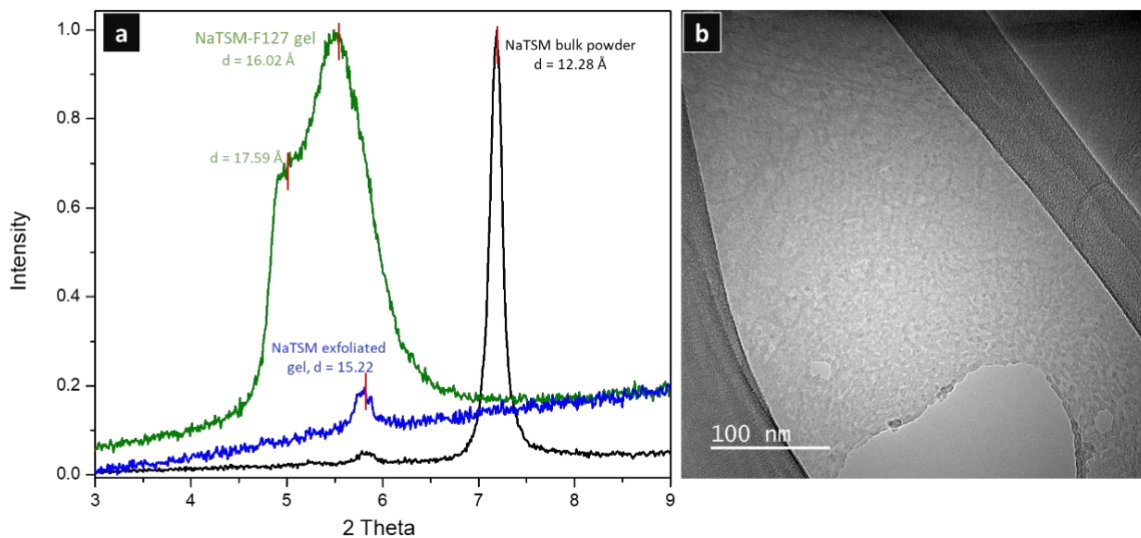 a
NaTSM-F127 gel
d = 16.02 Å
NaTSM bulk powder
d = 12.28 Å
d = 17.59 Å
NaTSM exfoliated
gel, d = 15.22
Intensity
1.0
0.8
0.6
0.4
0.2
0.0
3 4 5 6 7 8 9
2 Theta
b
100 nm